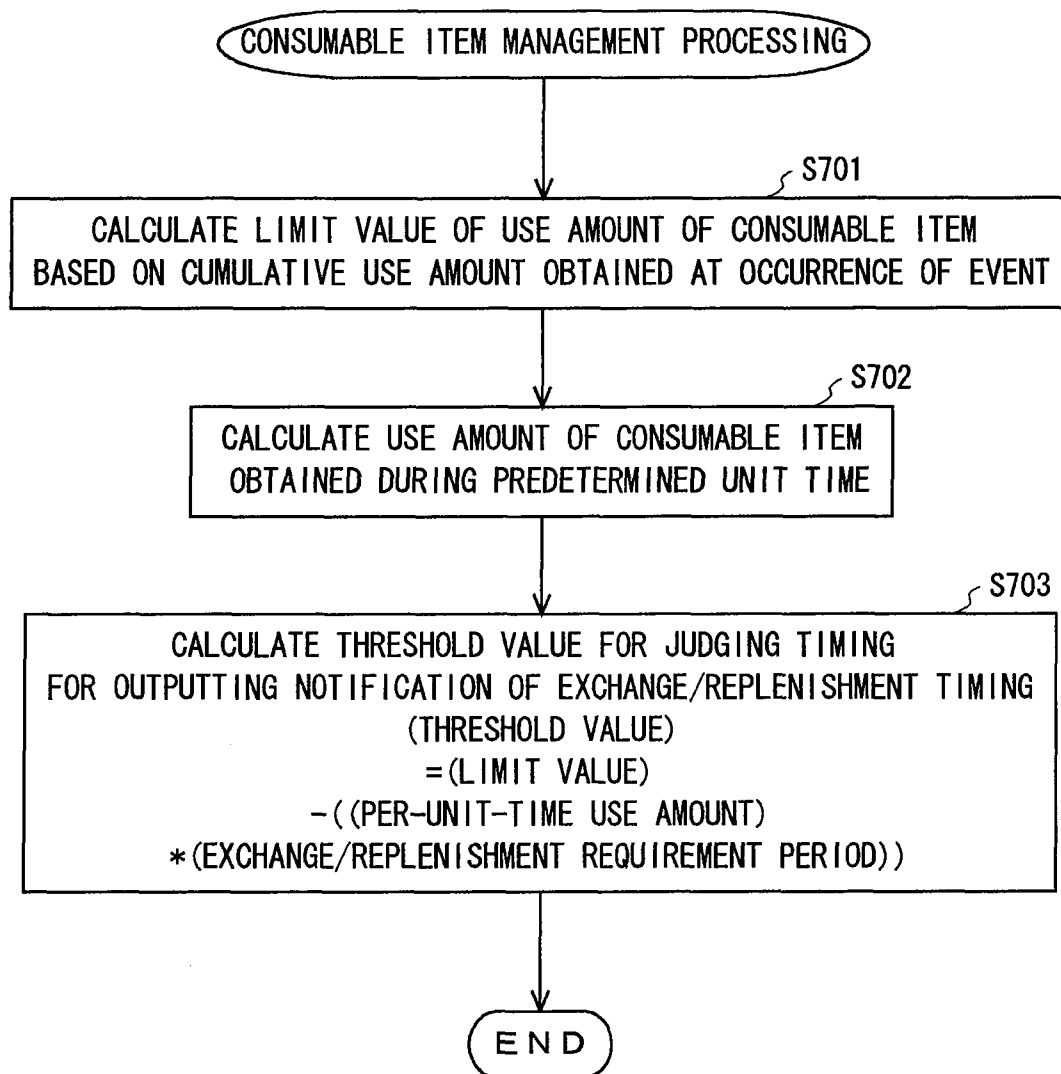 CONSUMABLE ITEM MANAGEMENT PROCESSING
S701
CALCULATE LIMIT VALUE OF USE AMOUNT OF CONSUMABLE ITEM
BASED ON CUMULATIVE USE AMOUNT OBTAINED AT OCCURRENCE OF EVENT
S702
CALCULATE USE AMOUNT OF CONSUMABLE ITEM
OBTAINED DURING PREDETERMINED UNIT TIME
S703
CALCULATE THRESHOLD VALUE FOR JUDGING TIMING
FOR OUTPUTTING NOTIFICATION OF EXCHANGE/REPLENISHMENT TIMING
(THRESHOLD VALUE)
=(LIMIT VALUE)
-((PER-UNIT-TIME USE AMOUNT)
*(EXCHANGE/REPLENISHMENT REQUIREMENT PERIOD))
END